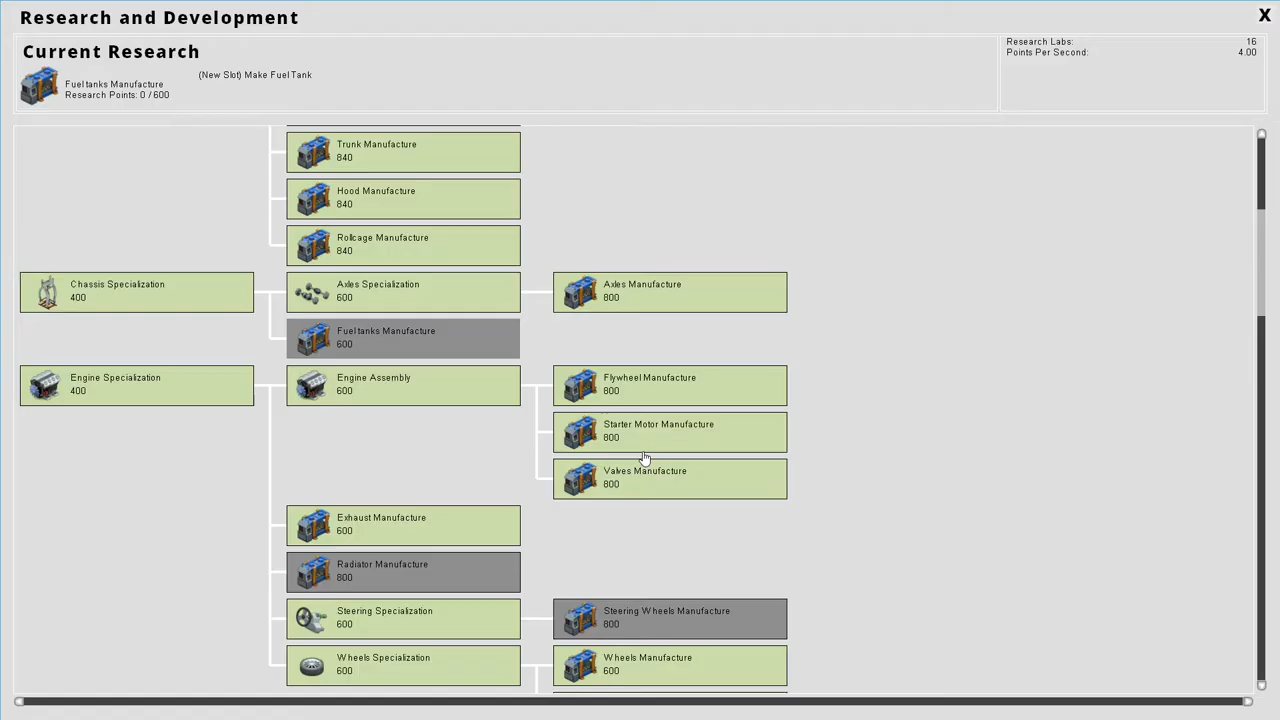 Research and Development
X
Current Research
(New Slot) Make Fuel Tank
Fuel tanks Manufacture
Research Points: 0 / 600
Research Labs: 16
Points Per Second: 4.00
Trunk Manufacture
840
Hood Manufacture
840
Rollcage Manufacture
840
Chassis Specialization
400
Axles Specialization
600
Axles Manufacture
800
Fuel tanks Manufacture
600
Engine Specialization
400
Engine Assembly
600
Flywheel Manufacture
800
Starter Motor Manufacture
800
Valves Manufacture
800
Exhaust Manufacture
600
Radiator Manufacture
800
Steering Specialization
600
Steering Wheels Manufacture
800
Wheels Specialization
600
Wheels Manufacture
600